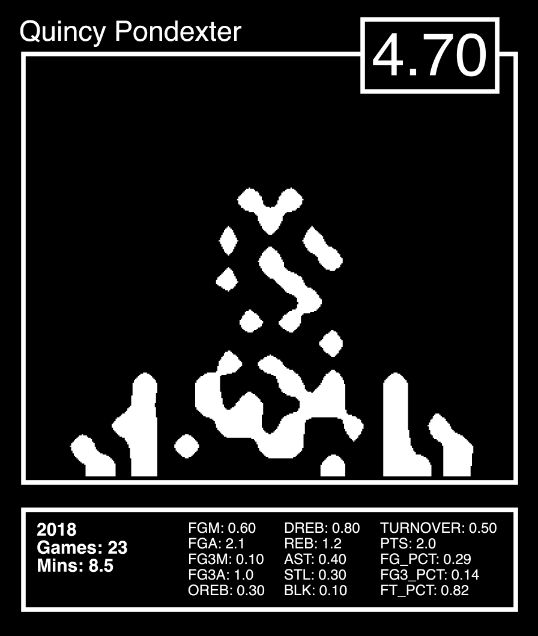 Quincy Pondexter
4.70
2018
Games: 23
Mins: 8.5
FGM: 0.60
FGA: 2.1
FG3M: 0.10
FG3A: 1.0
OREB: 0.30
DREB: 0.80
REB: 1.2
AST: 0.40
STL: 0.30
BLK: 0.10
TURNOVER: 0.50
PTS: 2.0
FG_PCT: 0.29
FG3_PCT: 0.14
FT_PCT: 0.82